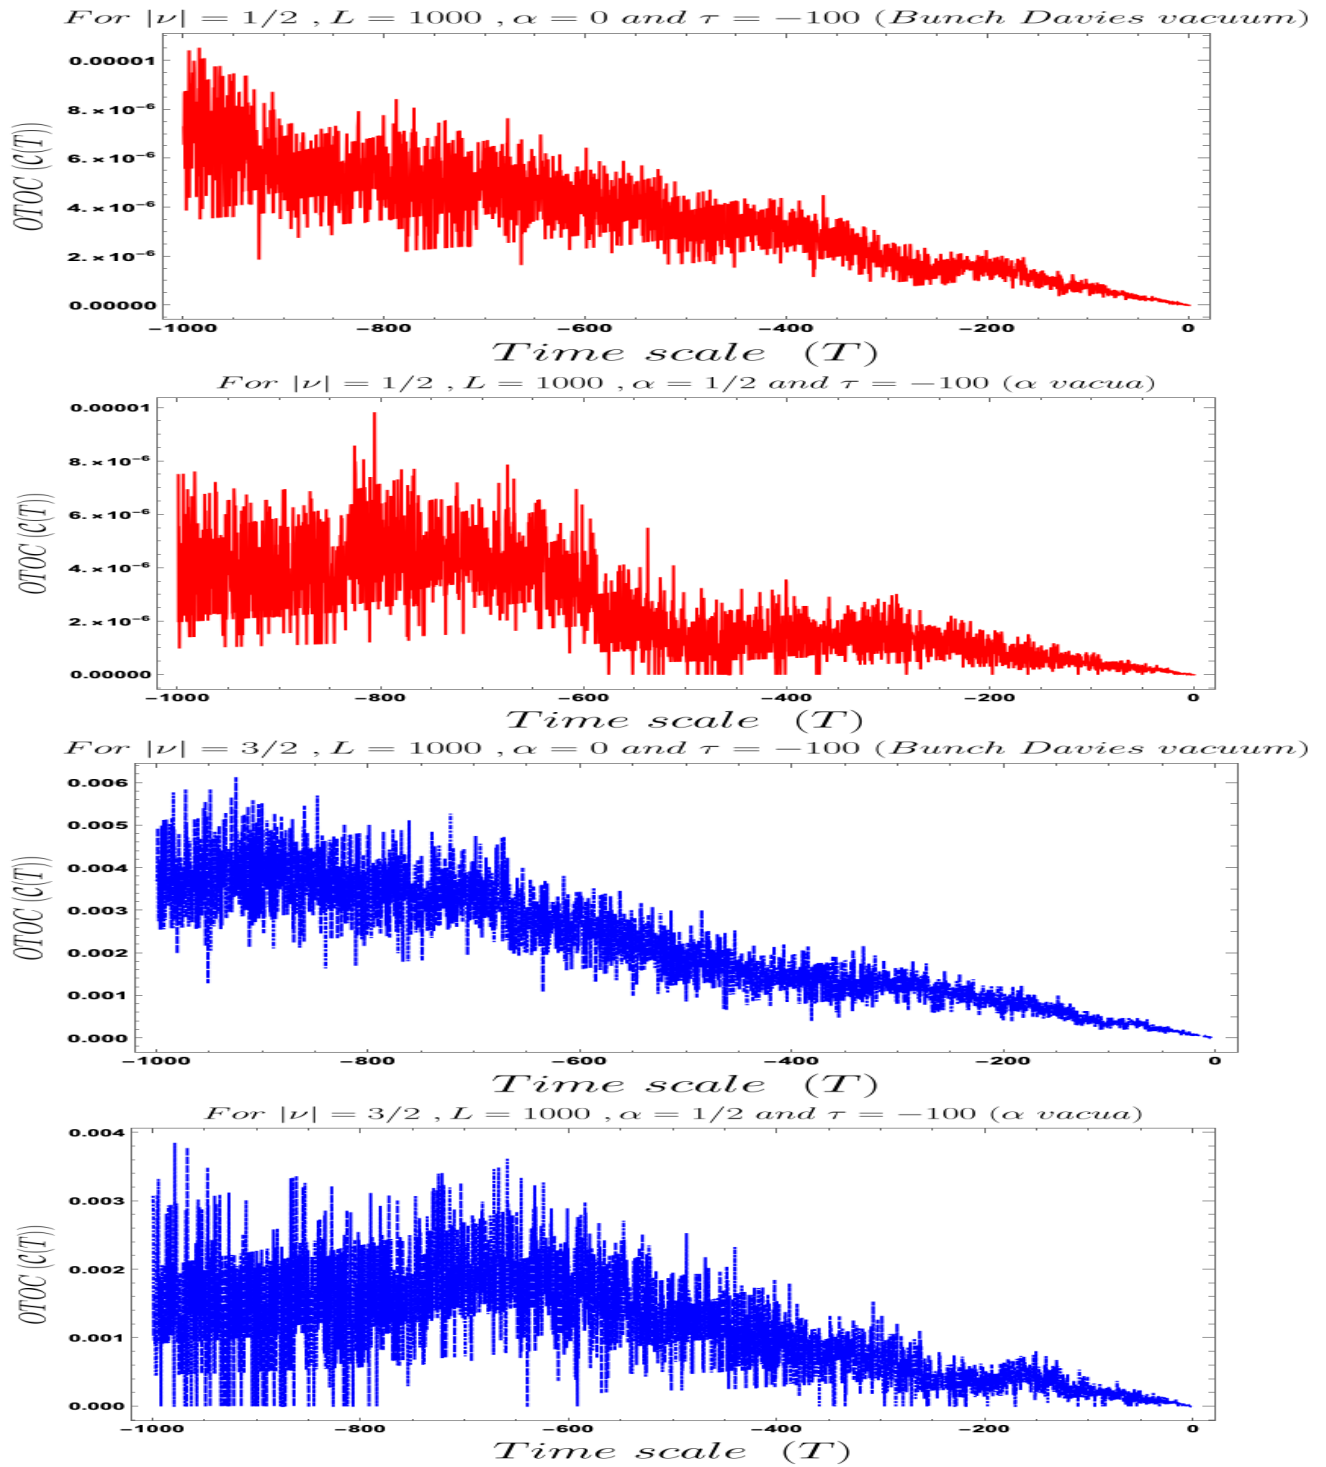 For |ν| = 1/2 , L = 1000 , α = 0 and τ = −100 (Bunch Davies vacuum)
OTOC (C(T))
0.00001
8.×10⁻⁶
6.×10⁻⁶
4.×10⁻⁶
2.×10⁻⁶
0.00000
−1000 −800 −600 −400 −200 0
Time scale (T)
For |ν| = 1/2 , L = 1000 , α = 1/2 and τ = −100 (α vacua)
OTOC (C(T))
0.00001
8.×10⁻⁶
6.×10⁻⁶
4.×10⁻⁶
2.×10⁻⁶
0.00000
−1000 −800 −600 −400 −200 0
Time scale (T)
For |ν| = 3/2 , L = 1000 , α = 0 and τ = −100 (Bunch Davies vacuum)
OTOC (C(T))
0.006
0.005
0.004
0.003
0.002
0.001
0.000
−1000 −800 −600 −400 −200 0
Time scale (T)
For |ν| = 3/2 , L = 1000 , α = 1/2 and τ = −100 (α vacua)
OTOC (C(T))
0.004
0.003
0.002
0.001
0.000
−1000 −800 −600 −400 −200 0
Time scale (T)